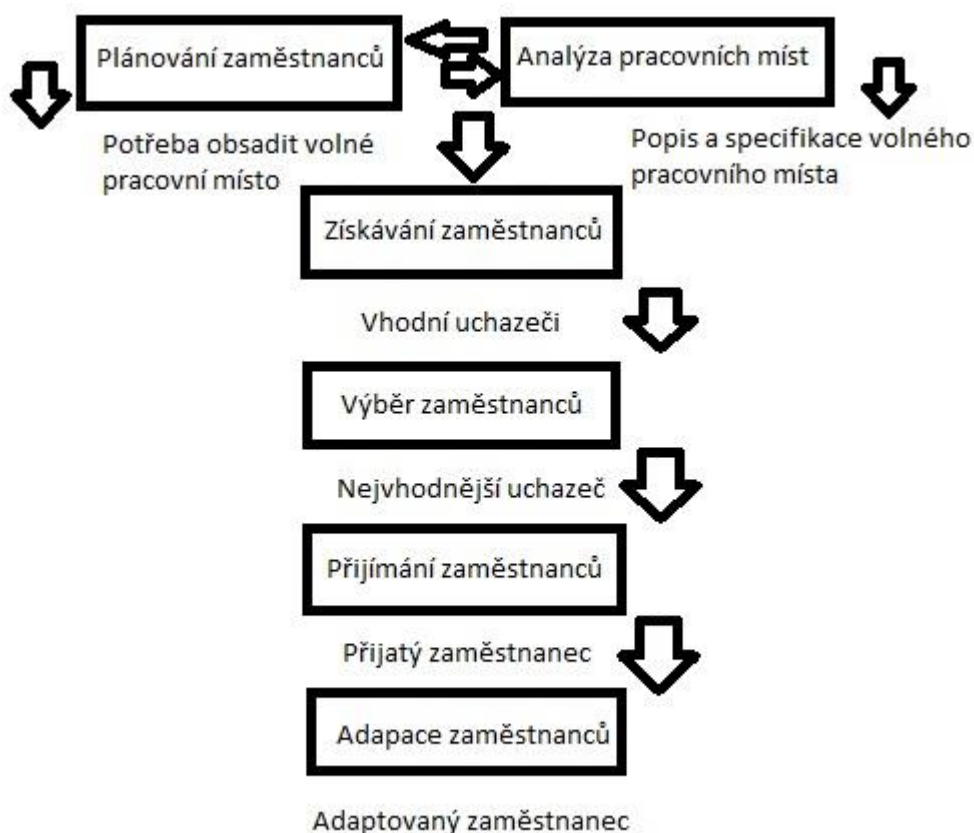 Plánování zaměstnanců
Analýza pracovních míst
Potřeba obsadit volné
pracovní místo
Popis a specifikace volného
pracovního místa
Získávání zaměstnanců
Vhodní uchazeči
Výběr zaměstnanců
Nejvhodnější uchazeč
Přijímání zaměstnanců
Přijatý zaměstnanec
Adapace zaměstnanců
Adaptovaný zaměstnanec